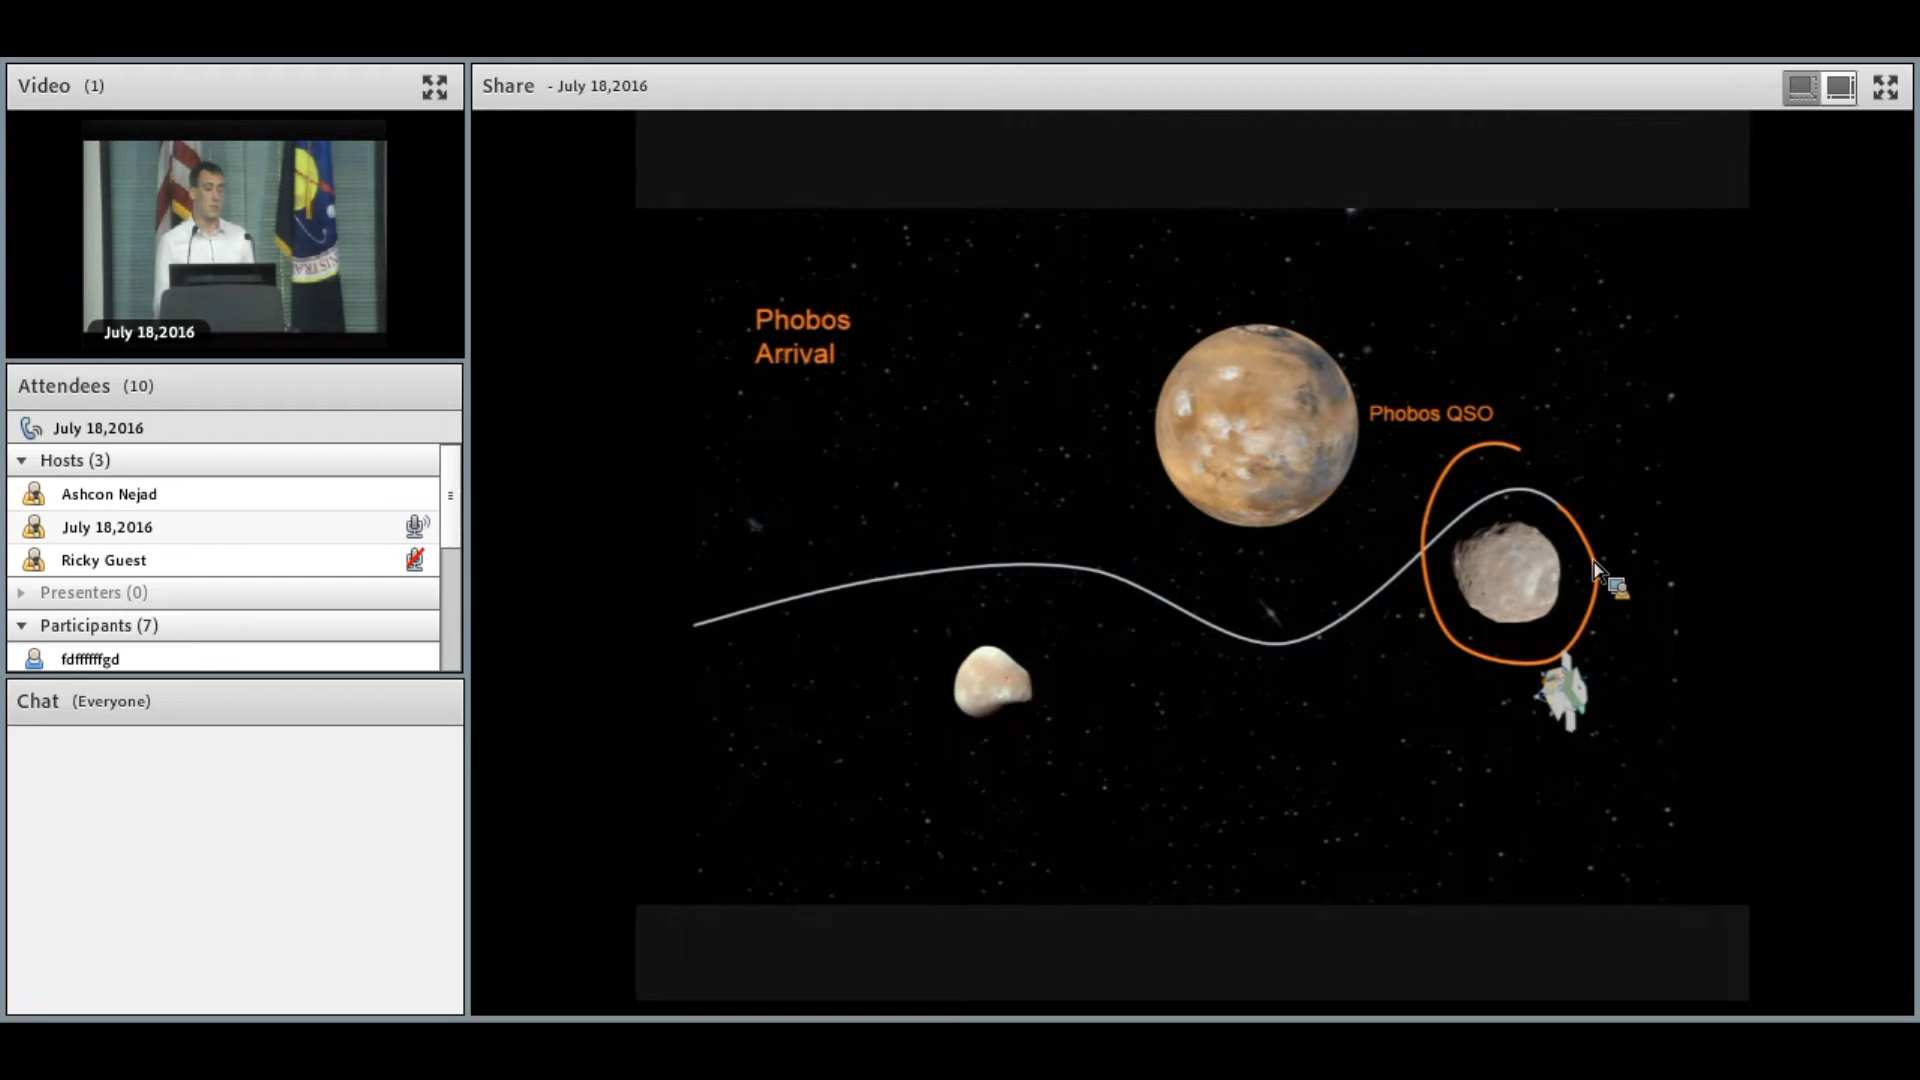 Video (1)
July 18,2016
Attendees (10)
July 18,2016
Hosts (3)
Ashcon Nejad
July 18,2016
Ricky Guest
Presenters (0)
Participants (7)
fdffffffgd
Chat (Everyone)
Share - July 18,2016
Phobos
Arrival
Phobos QSO